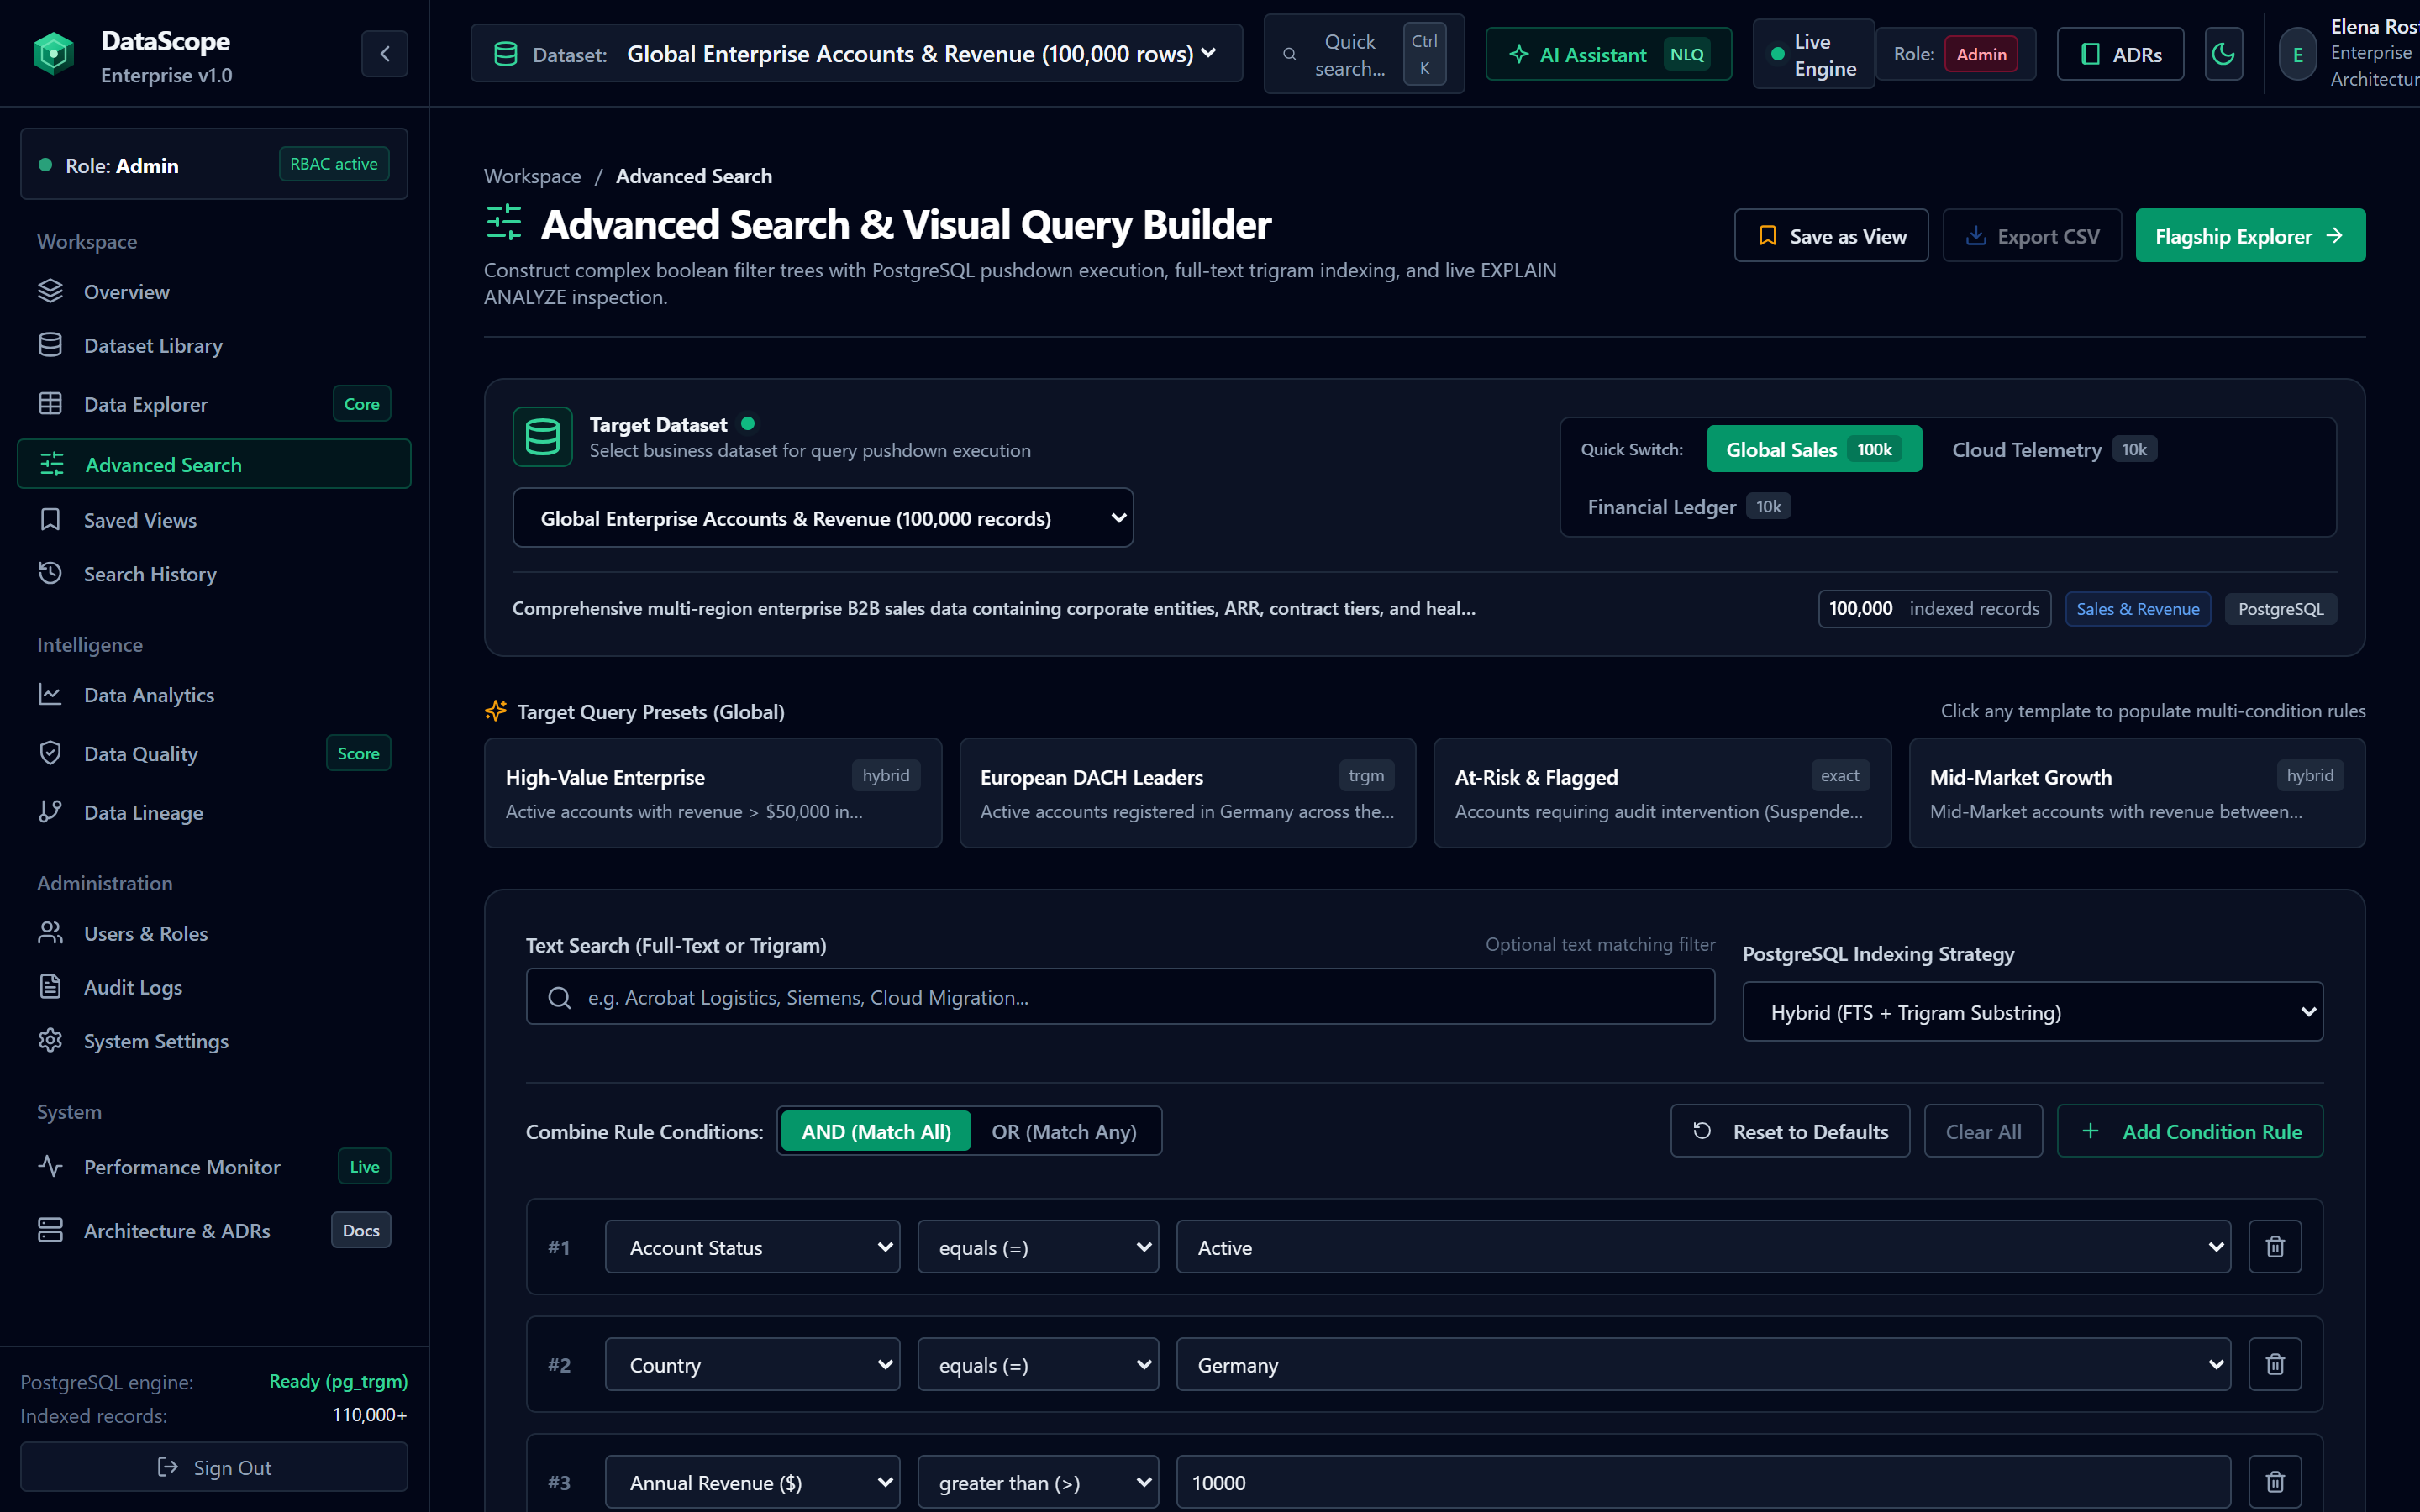 DataScope
Enterprise v1.0
Dataset: Global Enterprise Accounts & Revenue (100,000 rows)
Quick search...
Ctrl K
AI Assistant NLQ
Live Engine
Role: Admin
ADRs
E
Elena Ros
Enterprise
Architectur
Role: Admin
RBAC active
Workspace
Overview
Dataset Library
Data Explorer Core
Advanced Search
Saved Views
Search History
Intelligence
Data Analytics
Data Quality Score
Data Lineage
Administration
Users & Roles
Audit Logs
System Settings
System
Performance Monitor Live
Architecture & ADRs Docs
PostgreSQL engine: Ready (pg_trgm)
Indexed records: 110,000+
Sign Out
Workspace / Advanced Search
Advanced Search & Visual Query Builder
Construct complex boolean filter trees with PostgreSQL pushdown execution, full-text trigram indexing, and live EXPLAIN
ANALYZE inspection.
Save as View
Export CSV
Flagship Explorer
Target Dataset
Select business dataset for query pushdown execution
Global Enterprise Accounts & Revenue (100,000 records)
Quick Switch: Global Sales 100k Cloud Telemetry 10k
Financial Ledger 10k
Comprehensive multi-region enterprise B2B sales data containing corporate entities, ARR, contract tiers, and heal...
100,000 indexed records
Sales & Revenue
PostgreSQL
Target Query Presets (Global)
Click any template to populate multi-condition rules
High-Value Enterprise hybrid
Active accounts with revenue > $50,000 in...
European DACH Leaders trgm
Active accounts registered in Germany across the...
At-Risk & Flagged exact
Accounts requiring audit intervention (Suspende...
Mid-Market Growth hybrid
Mid-Market accounts with revenue between...
Text Search (Full-Text or Trigram)
Optional text matching filter
e.g. Acrobat Logistics, Siemens, Cloud Migration...
PostgreSQL Indexing Strategy
Hybrid (FTS + Trigram Substring)
Combine Rule Conditions: AND (Match All) OR (Match Any)
Reset to Defaults
Clear All
Add Condition Rule
#1 Account Status equals (=) Active
#2 Country equals (=) Germany
#3 Annual Revenue ($) greater than (>) 10000